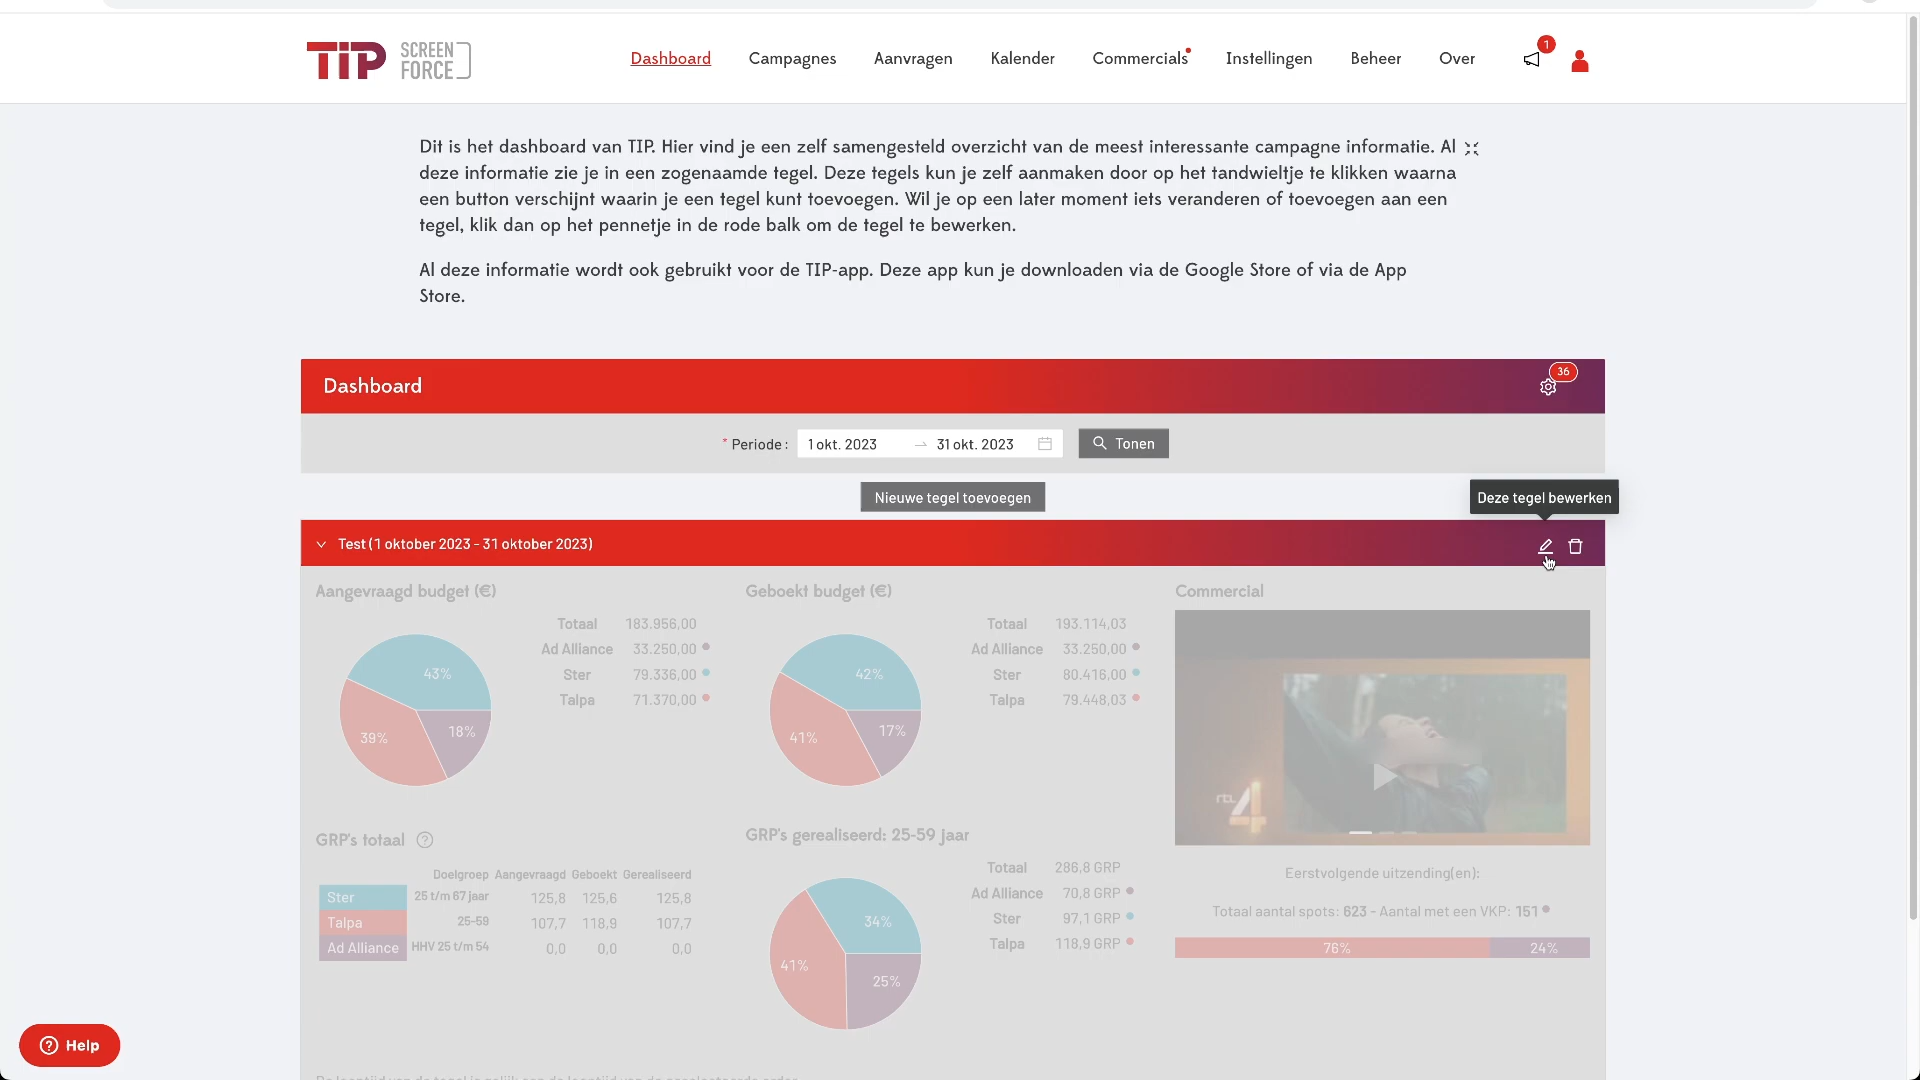 TIP SCREEN FORCE
Dashboard Campagnes Aanvragen Kalender Commercials Instellingen Beheer Over 1
Dit is het dashboard van TIP. Hier vind je een zelf samengesteld overzicht van de meest interessante campagne informatie. Al
deze informatie zie je in een zogenaamde tegel. Deze tegels kun je zelf aanmaken door op het tandwieltje te klikken waarna
een button verschijnt waarin je een tegel kunt toevoegen. Wil je op een later moment iets veranderen of toevoegen aan een
tegel, klik dan op het pennetje in de rode balk om de tegel te bewerken.
Al deze informatie wordt ook gebruikt voor de TIP-app. Deze app kun je downloaden via de Google Store of via de App
Store.
Dashboard 36
* Periode : 1 okt. 2023 → 31 okt. 2023 Tonen
Nieuwe tegel toevoegen Deze tegel bewerken
Test (1 oktober 2023 - 31 oktober 2023)
Aangevraagd budget (€)
Totaal 183.956,00
Ad Alliance 33.250,00
Ster 79.336,00
Talpa 71.370,00
43%
39%
18%
Geboekt budget (€)
Totaal 193.114,03
Ad Alliance 33.250,00
Ster 80.416,00
Talpa 79.448,03
42%
41%
17%
Commercial
rtl 4
GRP's totaal ?
Doelgroep Aangevraagd Geboekt Gerealiseerd
Ster 25 t/m 67 jaar 125,8 125,6 125,8
Talpa 25-59 107,7 118,9 107,7
Ad Alliance HHV 25 t/m 54 0,0 0,0 0,0
GRP's gerealiseerd: 25-59 jaar
Totaal 286,8 GRP
Ad Alliance 70,8 GRP
Ster 97,1 GRP
Talpa 118,9 GRP
34%
41%
25%
Eerstvolgende uitzending(en):
Totaal aantal spots: 623 - Aantal met een VKP: 151
76% 24%
? Help